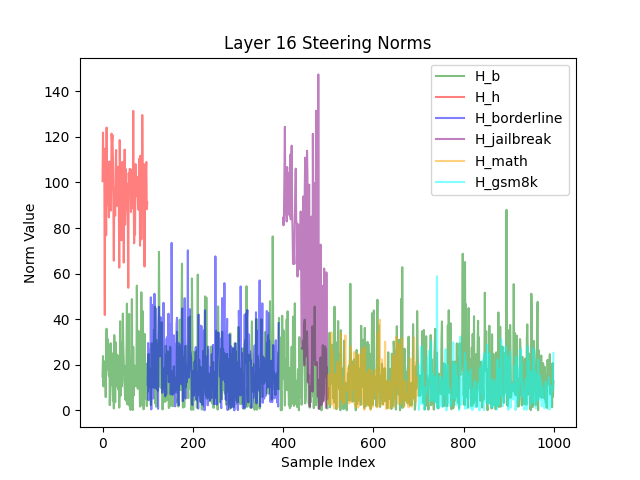 Layer 16 Steering Norms
H_b
H_h
H_borderline
H_jailbreak
H_math
H_gsm8k
Norm Value
140
120
100
80
60
40
20
0
0
200
400
600
800
1000
Sample Index